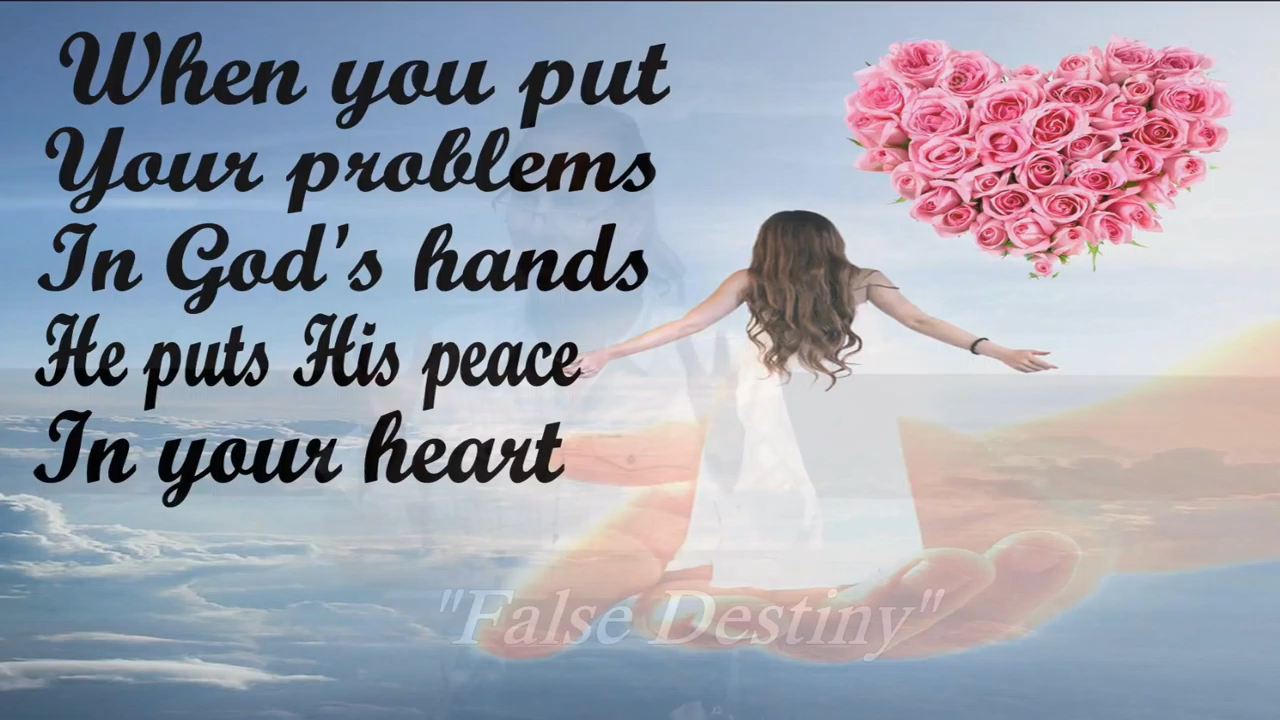 When you put
Your problems
In God's hands
He puts His peace
In your heart
"False Destiny"